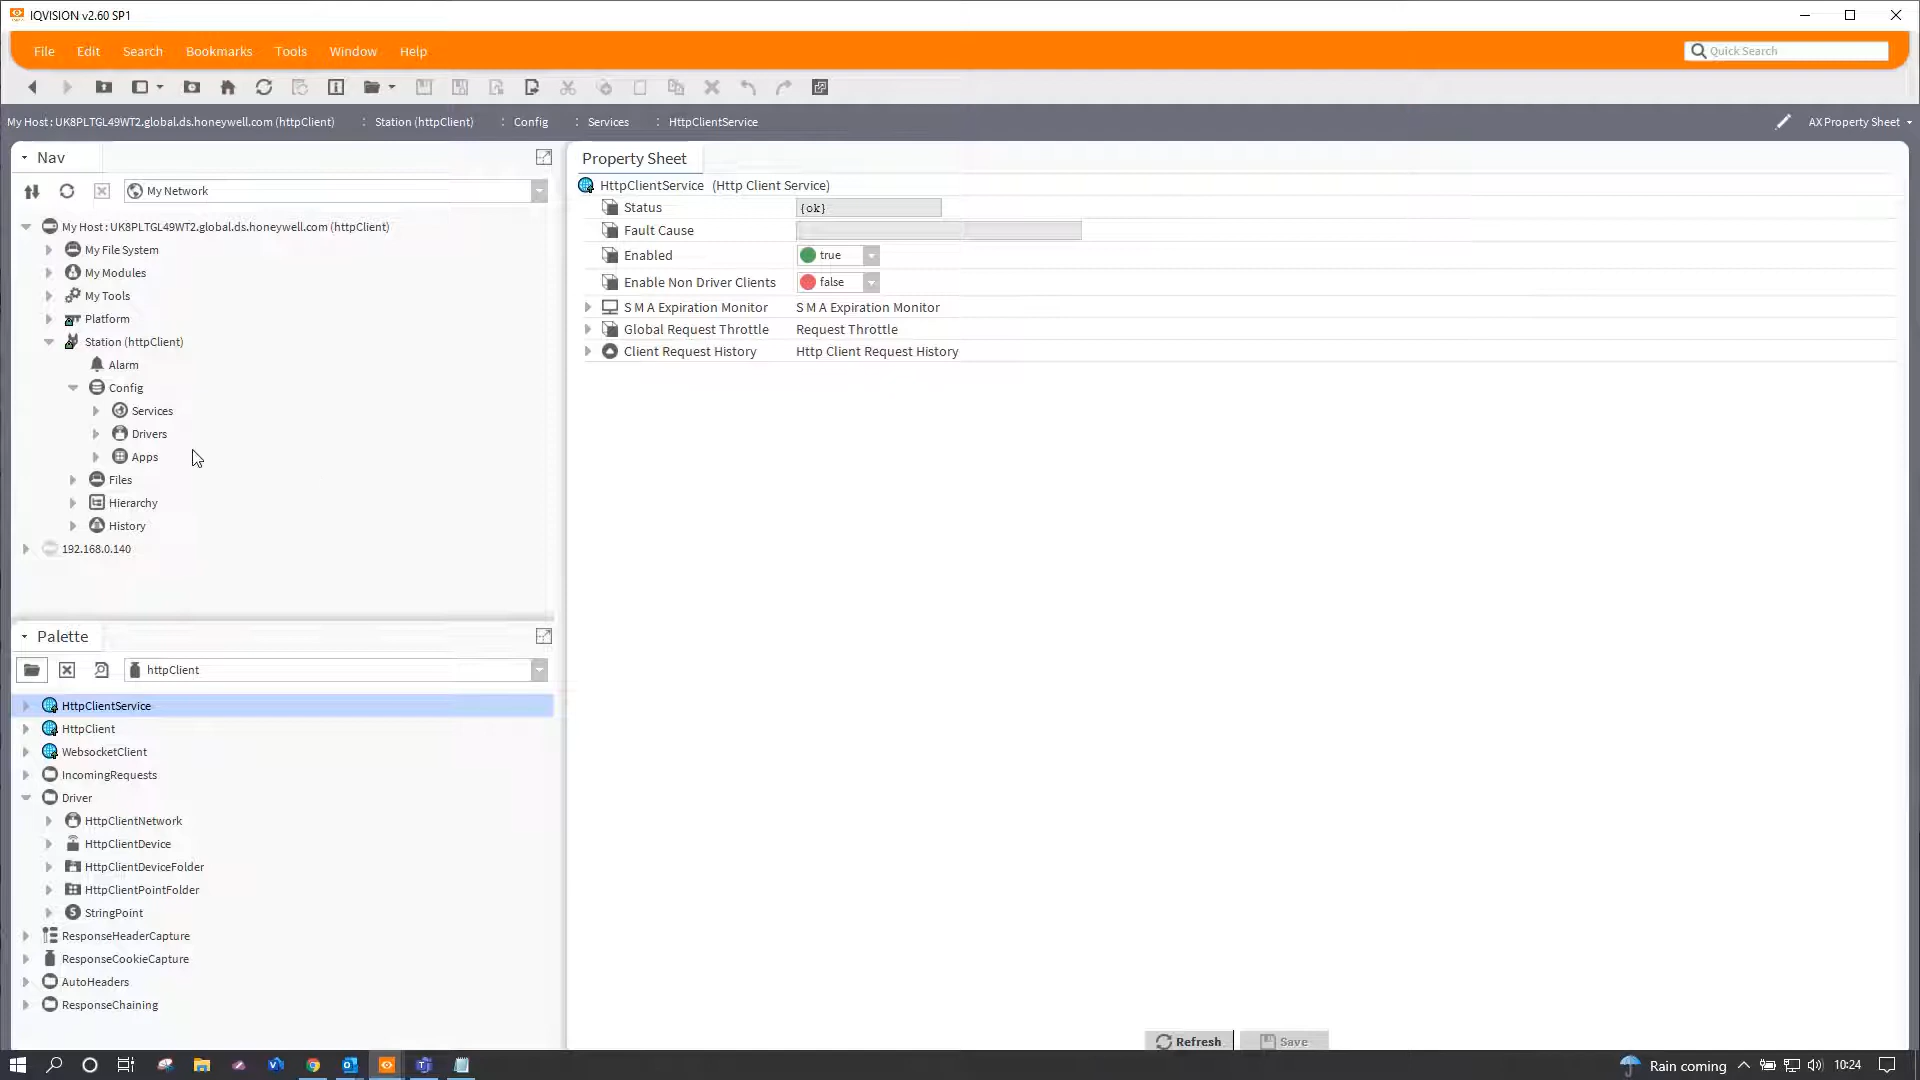 IQVISION v2.60 SP1
File Edit Search Bookmarks Tools Window Help
Quick Search
My Host : UK8PLTGL49WT2.global.ds.honeywell.com (httpClient) : Station (httpClient) : Config : Services : HttpClientService
AX Property Sheet
Nav
My Network
My Host : UK8PLTGL49WT2.global.ds.honeywell.com (httpClient)
My File System
My Modules
My Tools
Platform
Station (httpClient)
Alarm
Config
Services
Drivers
Apps
Files
Hierarchy
History
192.168.0.140
Palette
httpClient
HttpClientService
HttpClient
WebsocketClient
IncomingRequests
Driver
HttpClientNetwork
HttpClientDevice
HttpClientDeviceFolder
HttpClientPointFolder
StringPoint
ResponseHeaderCapture
ResponseCookieCapture
AutoHeaders
ResponseChaining
Property Sheet
HttpClientService (Http Client Service)
Status {ok}
Fault Cause
Enabled true
Enable Non Driver Clients false
S M A Expiration Monitor S M A Expiration Monitor
Global Request Throttle Request Throttle
Client Request History Http Client Request History
Refresh Save
Rain coming 10:24